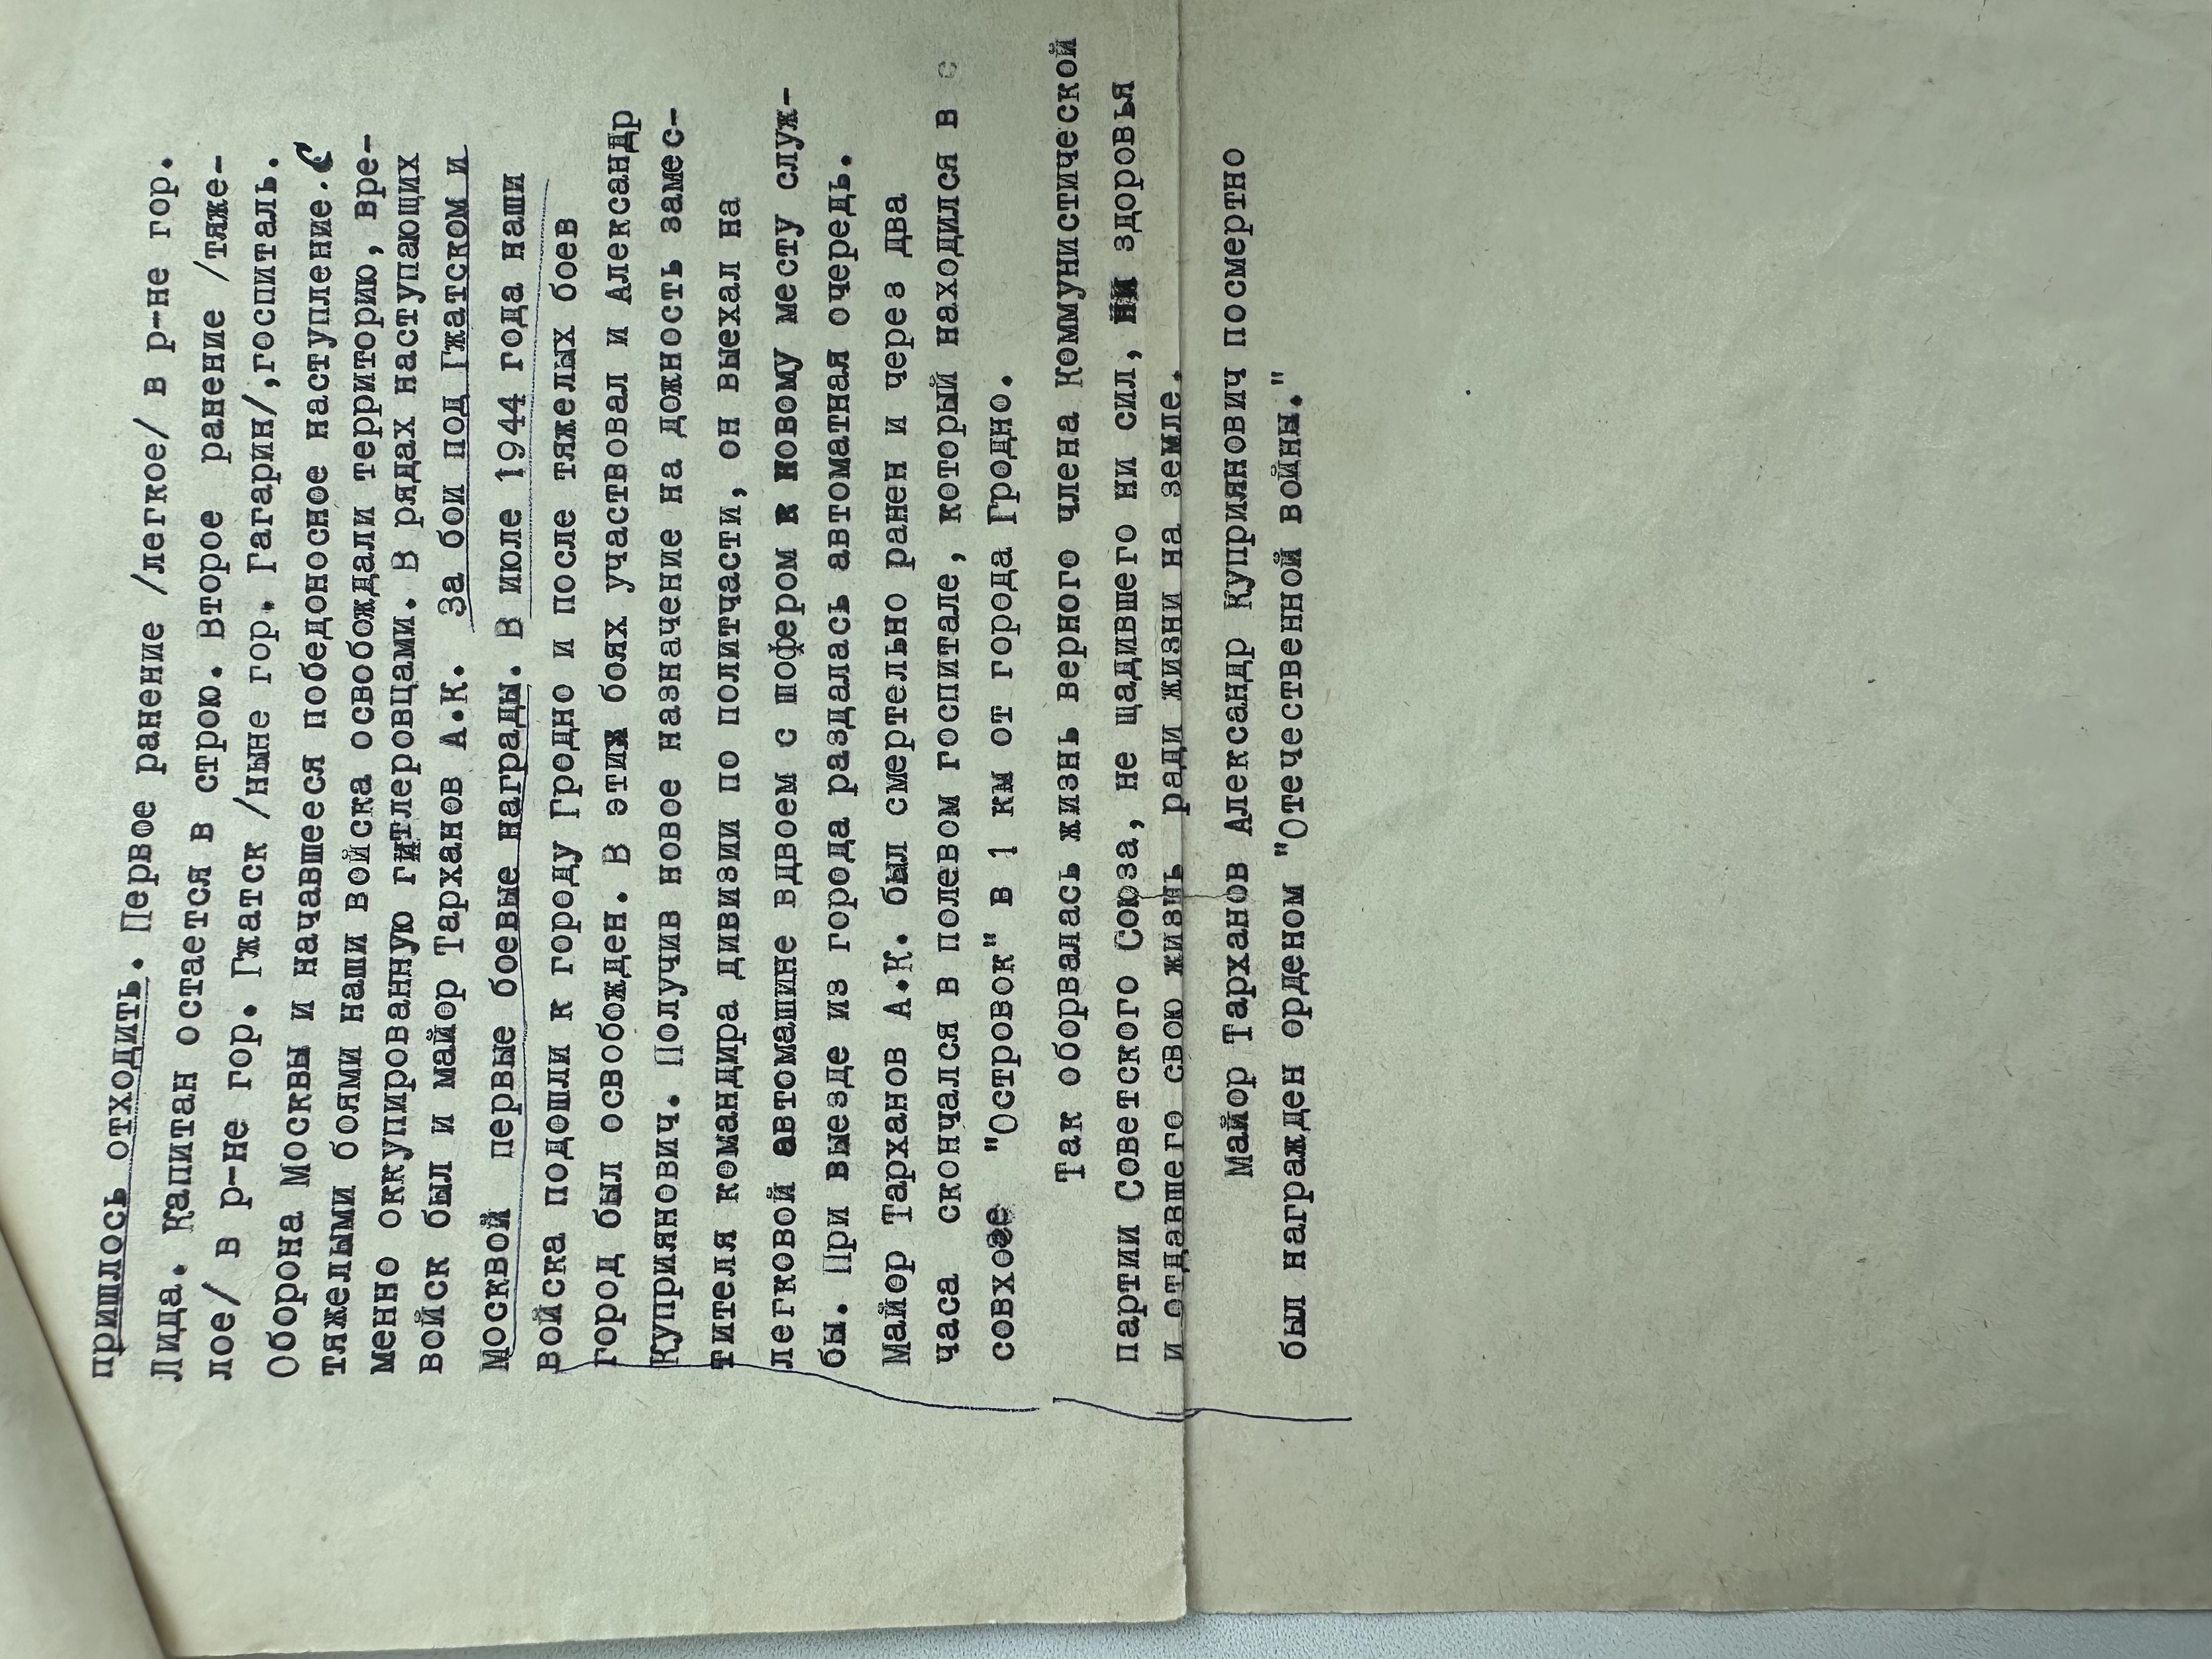 пришлось отходить. Первое ранение /легкое/ в р-не гор.
Лида. Капитан остается в строю. Второе ранение /тяже-
лое/ в р-не гор. Гжатск /ныне гор. Гагарин/,госпиталь.
Оборона Москвы и начавшееся победоносное наступление. С
тяжелыми боями наши войска освобождали территорию, вре-
менно оккупированную гитлеровцами. В рядах наступающих
войск был и майор Тарханов А.К. За бои под Гжатском и
Москвой первые боевые награды. В июле 1944 года наши
войска подошли к городу Гродно и после тяжелых боев
город был освобожден. В этих боях участвовал и Александр
Куприянович. Получив новое назначение на дожность замес-
тителя командира дивизии по политчасти, он выехал на
легковой автомашине вдвоем с шофером к новому месту служ-
бы. При выезде из города раздалась автоматная очередь.
Майор Тарханов А.К. был смертельно ранен и через два
часа скончался в полевом госпитале, который находился в с
совхозе "Островок" в 1 км от города Гродно.
Так оборвалась жизнь верного члена Коммунистической
партии Советского Союза, не щадившего ни сил, ни здоровья
и отдавшего свою жизнь ради жизни на земле.
Майор Тарханов Александр Куприянович посмертно
был награжден орденом "Отечественной войны."